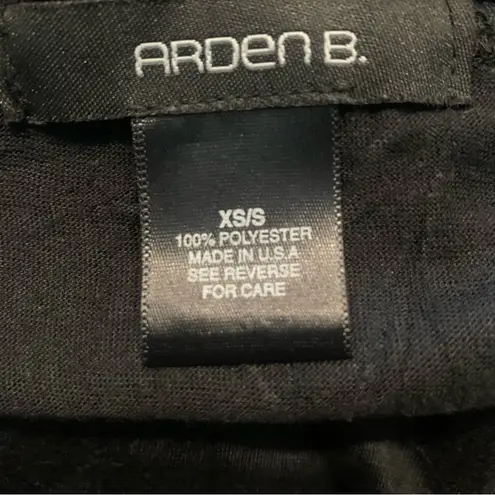 ARDEN B.
XS/S
100% POLYESTER
MADE IN U.S.A
SEE REVERSE
FOR CARE